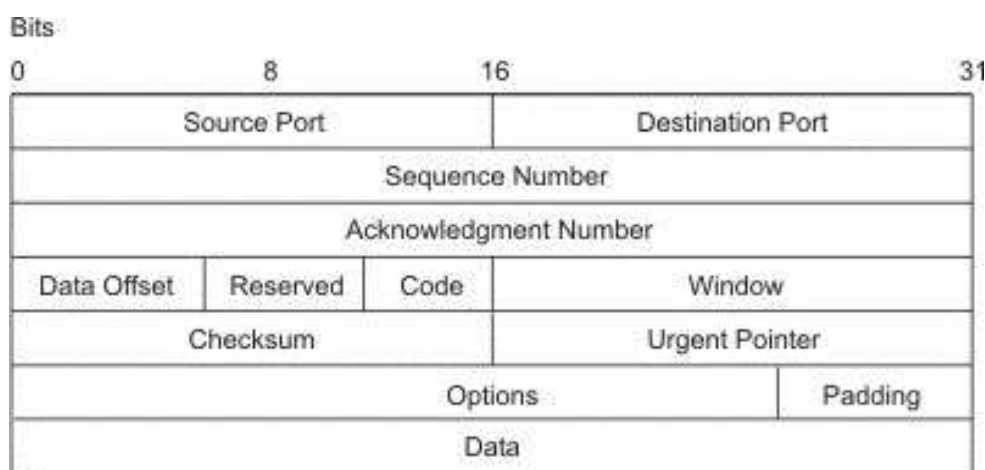 Bits
0 8 16 31
Source Port Destination Port
Sequence Number
Acknowledgment Number
Data Offset Reserved Code Window
Checksum Urgent Pointer
Options Padding
Data